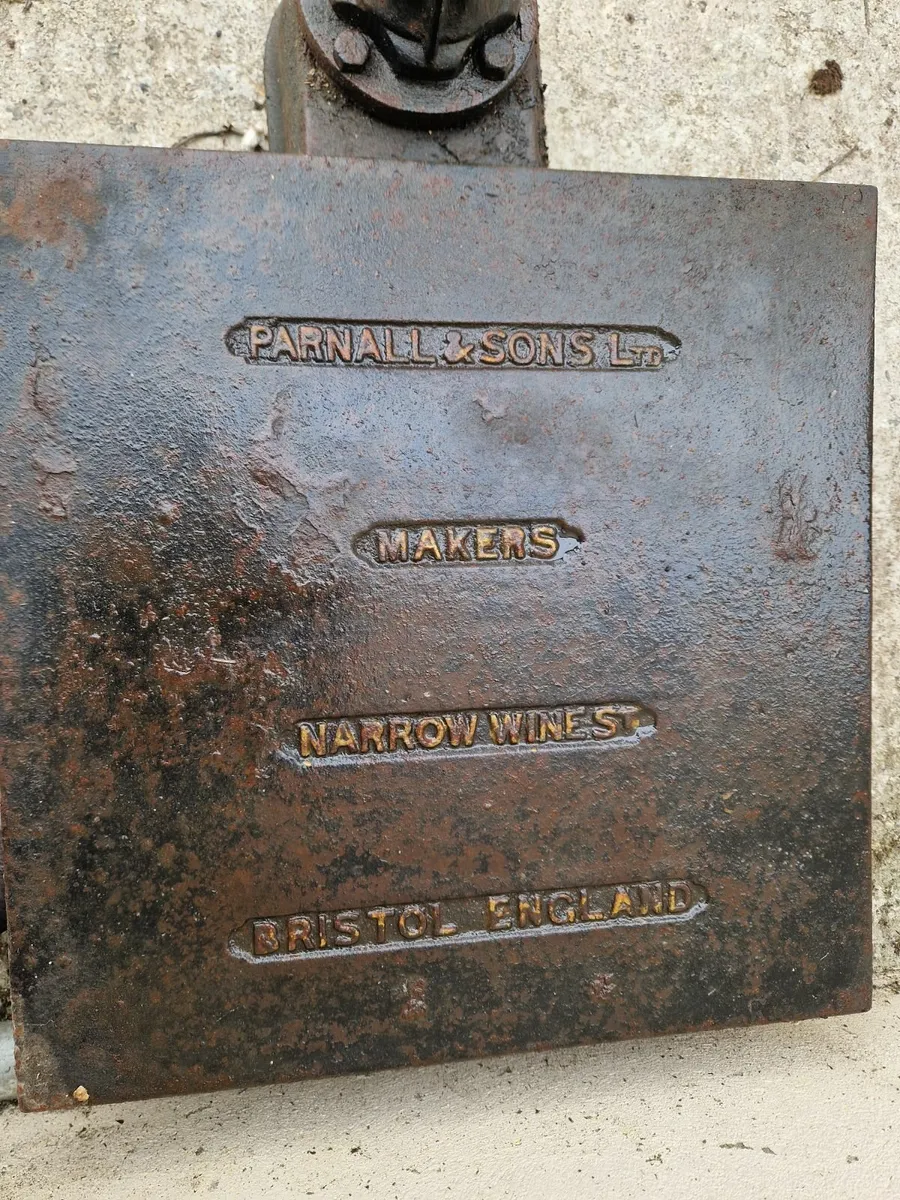 PARNALL & SONS LTD
MAKERS
NARROW WINE ST
BRISTOL ENGLAND